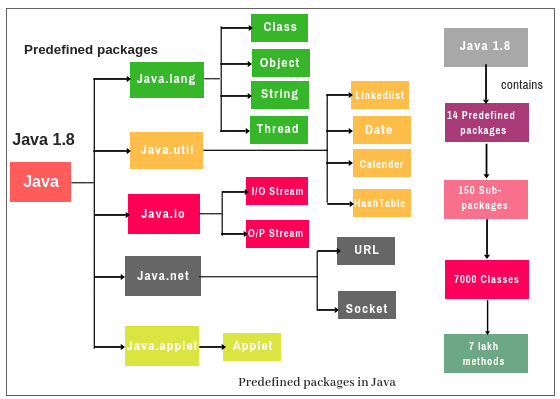 Predefined packages
Java 1.8
Java
Java.lang
Class
Object
String
Thread
Java.util
Linkedlist
Date
Calender
HashTable
Java.io
I/O Stream
O/P Stream
Java.net
URL
Socket
Java.applet
Applet
Java 1.8
contains
14 Predefined
packages
150 Sub-
packages
7000 Classes
7 lakh
methods
Predefined packages in Java